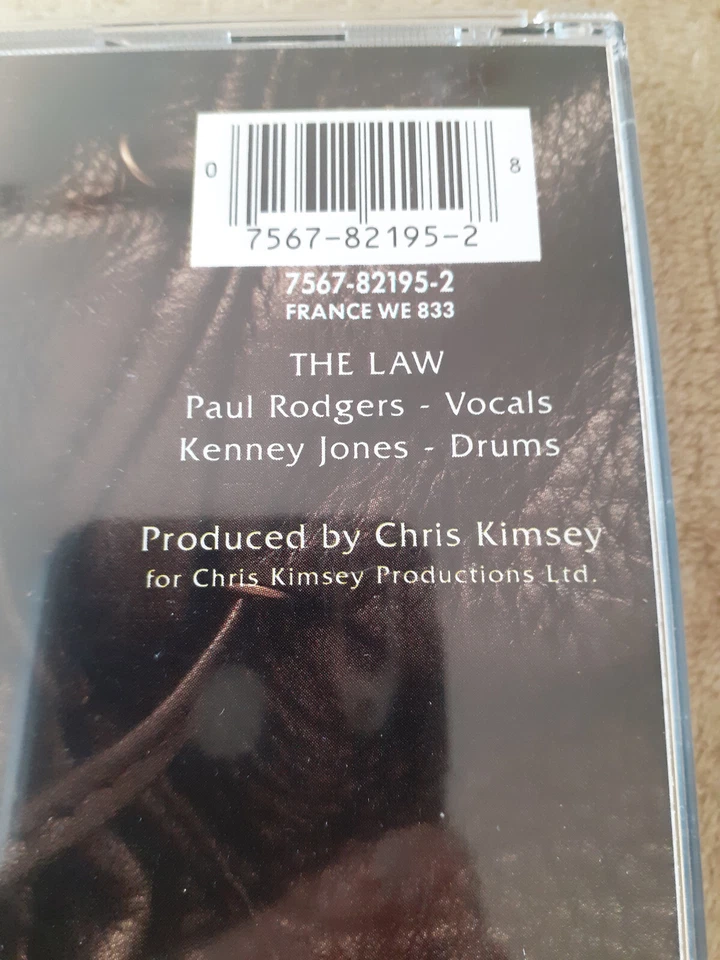 0 8
7567-82195-2
7567-82195-2
FRANCE WE 833
THE LAW
Paul Rodgers - Vocals
Kenney Jones - Drums
Produced by Chris Kimsey
for Chris Kimsey Productions Ltd.